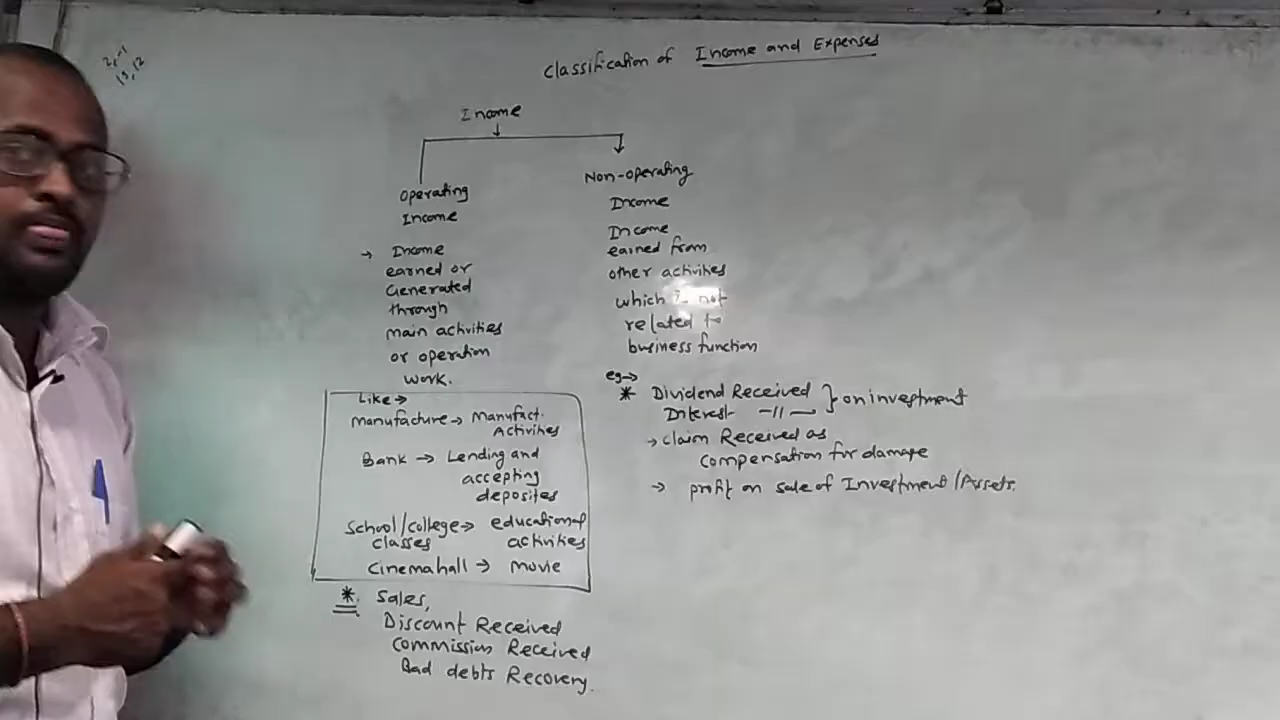 2, -1
13, 12
Classification of Income and Expenses
Income
Operating
Income
→ Income
earned or
Generated
through
main activities
or operation
work.
Like →
Manufacture → Manufact.
Activities
Bank → Lending and
accepting
deposites
School/college → educational
classes activities
Cinemahall → movie
* Sales,
Discount Received
Commission Received
Bad debts Recovery.
Non-operating
Income
Income
earned from
other activities
which is not
related to
business function
eg →
* Dividend Received } on investment
Interest –11–
→ claim Received as
compensation for damage
→ profit on sale of Investment/Assets.